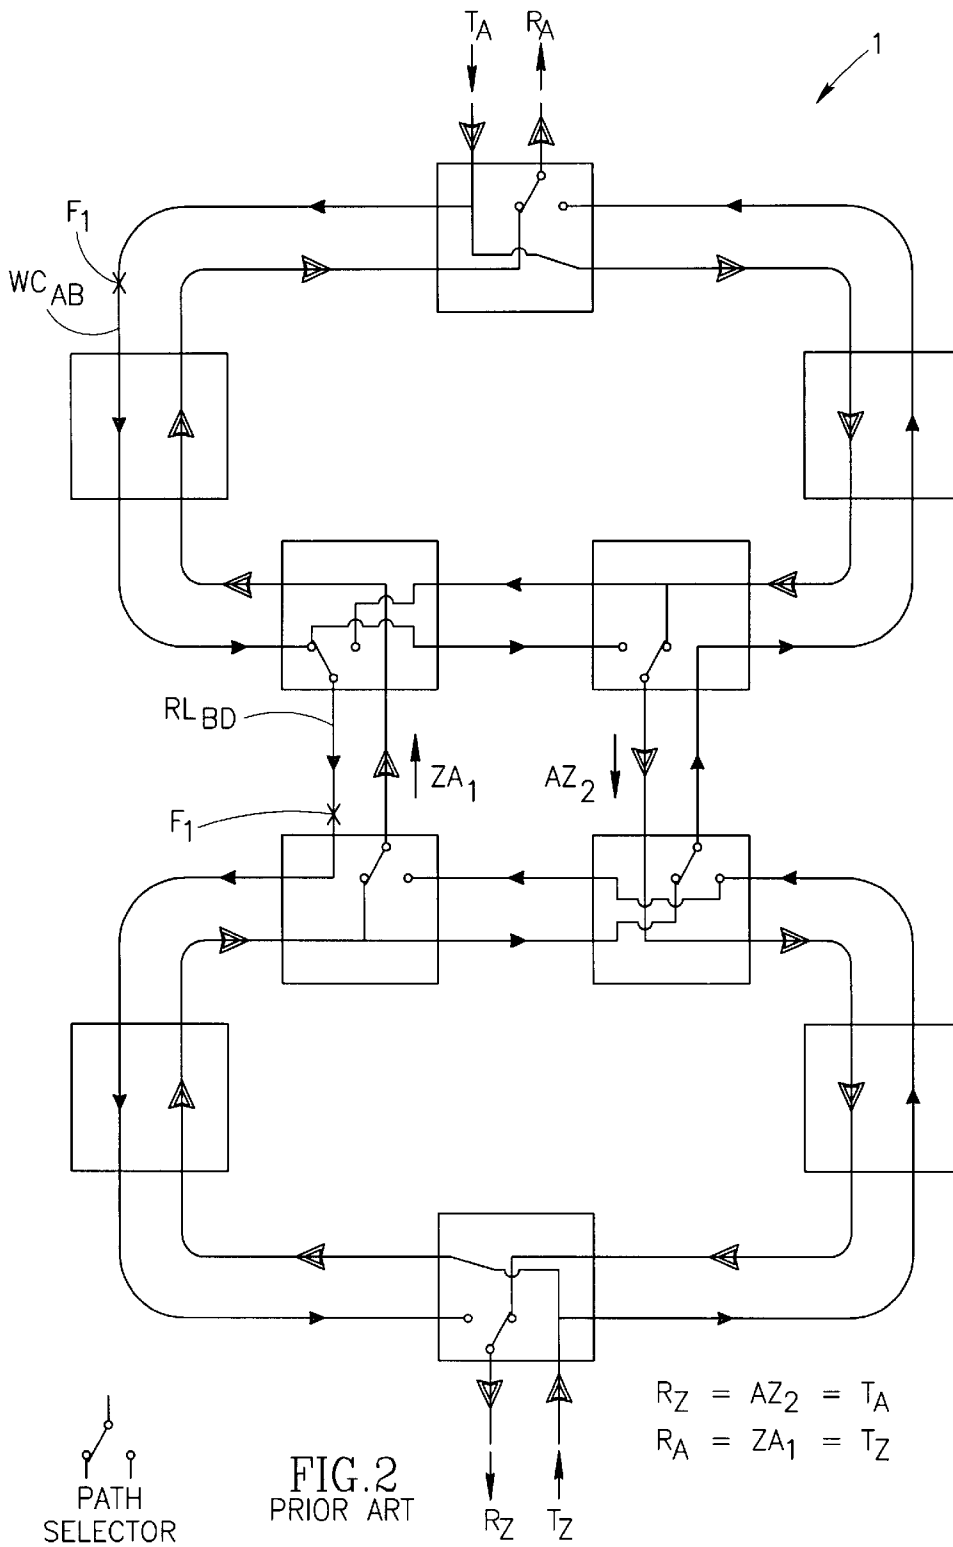 T_A R_A
1
F_1
WC_AB
RL_BD
ZA_1 AZ_2
F_1
R_Z = AZ_2 = T_A
R_A = ZA_1 = T_Z
PATH
SELECTOR
FIG.2
PRIOR ART
R_Z T_Z